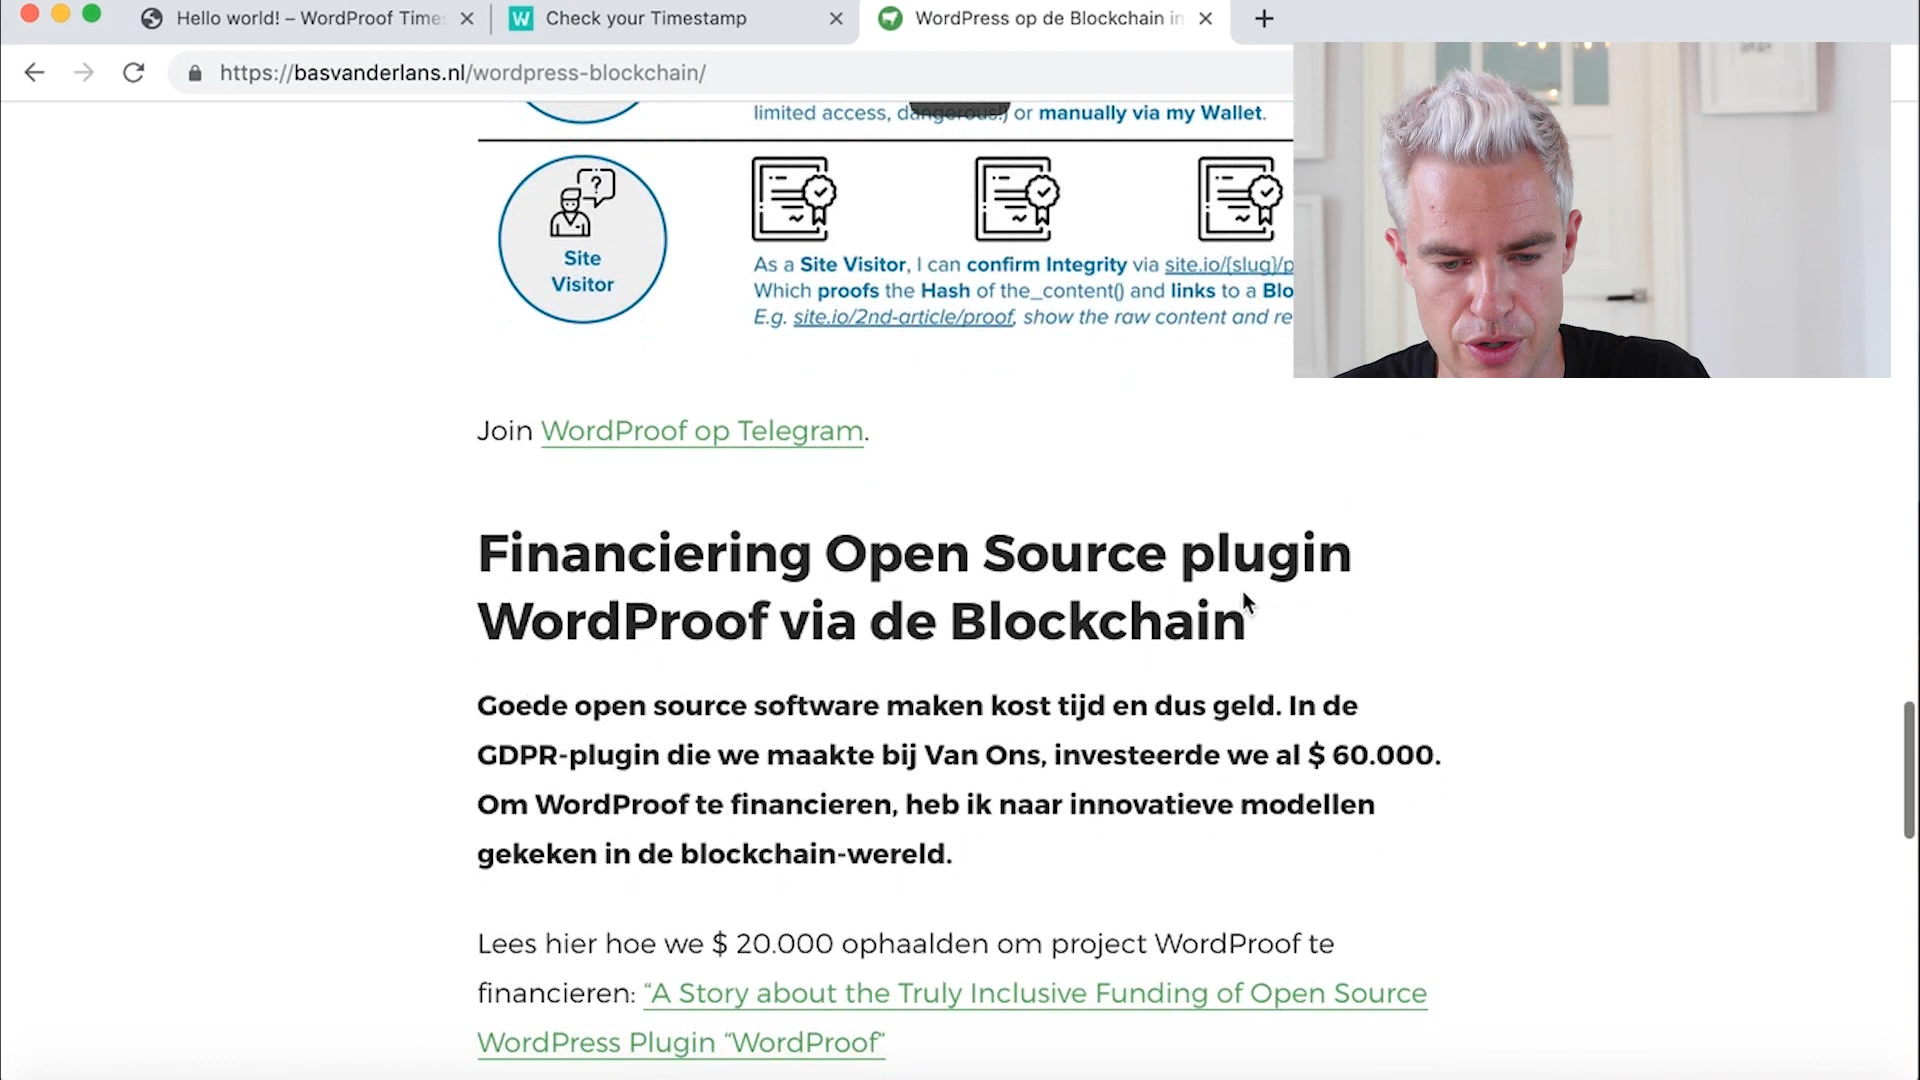 Hello world! – WordProof Time
Check your Timestamp
WordPress op de Blockchain in
https://basvanderlans.nl/wordpress-blockchain/
limited access, dangerous!) or manually via my Wallet.
Site
Visitor
As a Site Visitor, I can confirm Integrity via site.io/{slug}/p
Which proofs the Hash of the_content() and links to a Blo
E.g. site.io/2nd-article/proof, show the raw content and re
Join WordProof op Telegram.
Financiering Open Source plugin
WordProof via de Blockchain
Goede open source software maken kost tijd en dus geld. In de
GDPR-plugin die we maakte bij Van Ons, investeerde we al $ 60.000.
Om WordProof te financieren, heb ik naar innovatieve modellen
gekeken in de blockchain-wereld.
Lees hier hoe we $ 20.000 ophaalden om project WordProof te
financieren: “A Story about the Truly Inclusive Funding of Open Source
WordPress Plugin “WordProof”